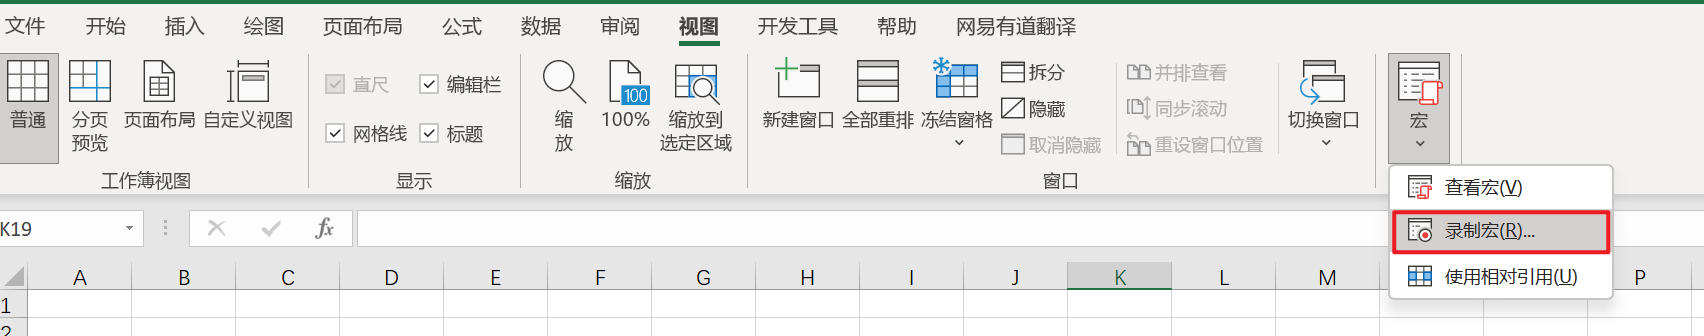 文件 开始 插入 绘图 页面布局 公式 数据 审阅 视图 开发工具 帮助 网易有道翻译
普通
分页
预览
页面布局
自定义视图
工作簿视图
直尺
编辑栏
网格线
标题
显示
缩
放
100
100%
缩放到
选定区域
缩放
新建窗口
全部重排
冻结窗格
拆分
隐藏
取消隐藏
并排查看
同步滚动
重设窗口位置
切换窗口
窗口
宏
查看宏(V)
录制宏(R)...
使用相对引用(U)
K19
fx
A B C D E F G H I J K L M P
1
2